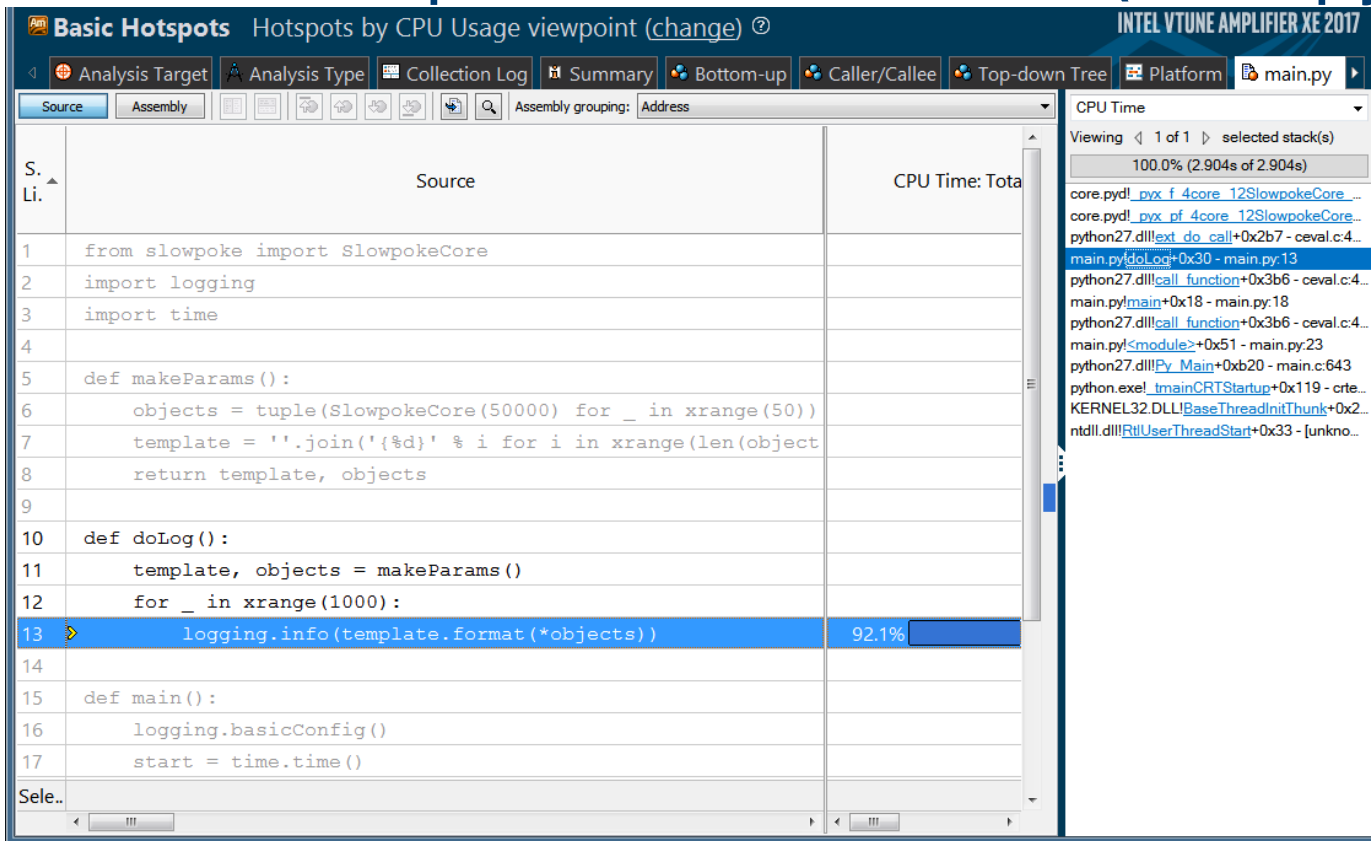 Basic Hotspots Hotspots by CPU Usage viewpoint (change) ?
INTEL VTUNE AMPLIFIER XE 2017
Analysis Target Analysis Type Collection Log Summary Bottom-up Caller/Callee Top-down Tree Platform main.py
Source Assembly Assembly grouping: Address
S. Li.
Source
CPU Time: Tota
1 from slowpoke import SlowpokeCore
2 import logging
3 import time
4
5 def makeParams():
6 objects = tuple(SlowpokeCore(50000) for _ in xrange(50))
7 template = ''.join('{%d}' % i for i in xrange(len(object
8 return template, objects
9
10 def doLog():
11 template, objects = makeParams()
12 for _ in xrange(1000):
13 logging.info(template.format(*objects)) 92.1%
14
15 def main():
16 logging.basicConfig()
17 start = time.time()
Sele..
CPU Time
Viewing 1 of 1 selected stack(s)
100.0% (2.904s of 2.904s)
core.pyd!_pyx_f_4core_12SlowpokeCore_...
core.pyd!_pyx_pf_4core_12SlowpokeCore...
python27.dll!ext_do_call+0x2b7 - ceval.c:4...
main.py!doLog+0x30 - main.py:13
python27.dll!call_function+0x3b6 - ceval.c:4...
main.py!main+0x18 - main.py:18
python27.dll!call_function+0x3b6 - ceval.c:4...
main.py!<module>+0x51 - main.py:23
python27.dll!Py_Main+0xb20 - main.c:643
python.exe!_tmainCRTStartup+0x119 - crte...
KERNEL32.DLL!BaseThreadInitThunk+0x2...
ntdll.dll!RtlUserThreadStart+0x33 - [unkno...